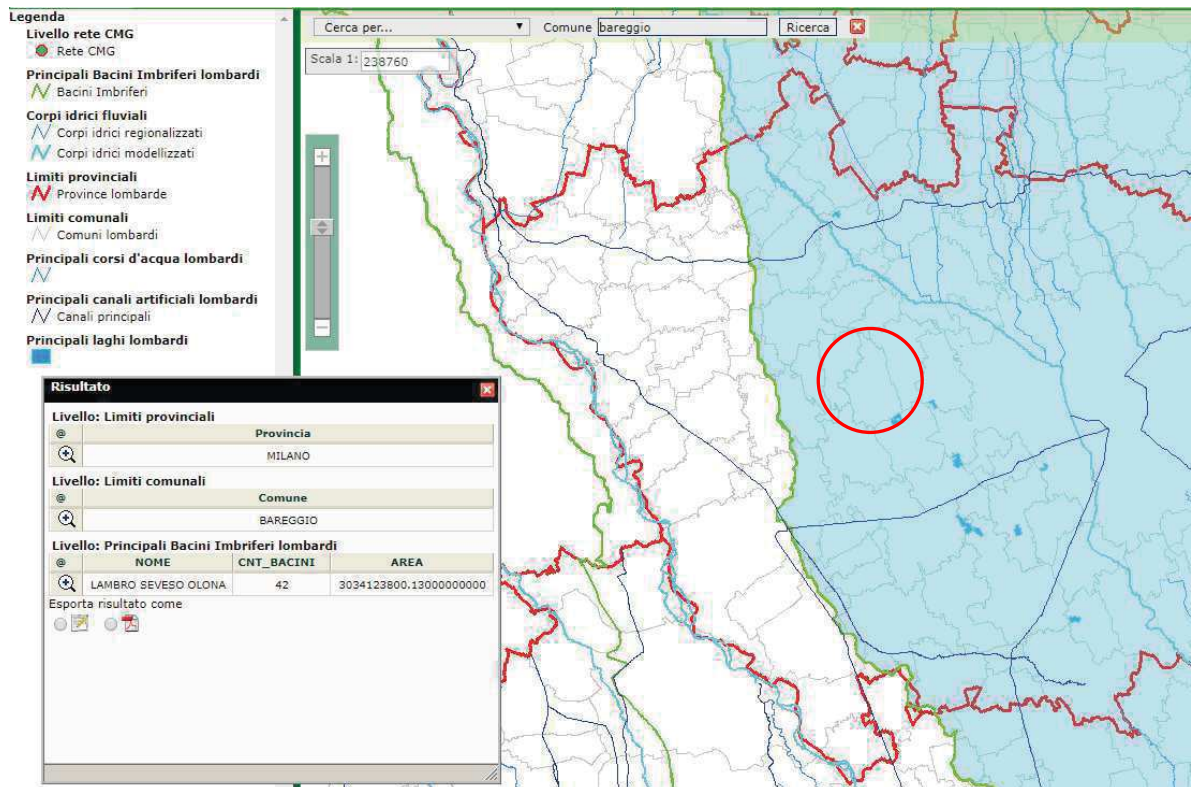 Legenda
Livello rete CMG
Rete CMG
Principali Bacini Imbriferi lombardi
Bacini Imbriferi
Corpi idrici fluviali
Corpi idrici regionalizzati
Corpi idrici modellizzati
Limiti provinciali
Province lombarde
Limiti comunali
Comuni lombardi
Principali corsi d'acqua lombardi
Principali canali artificiali lombardi
Canali principali
Principali laghi lombardi
Cerca per... Comune bareggio Ricerca
Scala 1: 238760
Risultato
Livello: Limiti provinciali
@ Provincia
MILANO
Livello: Limiti comunali
@ Comune
BAREGGIO
Livello: Principali Bacini Imbriferi lombardi
@ NOME CNT_BACINI AREA
LAMBRO SEVESO OLONA 42 3034123800.13000000000
Esporta risultato come